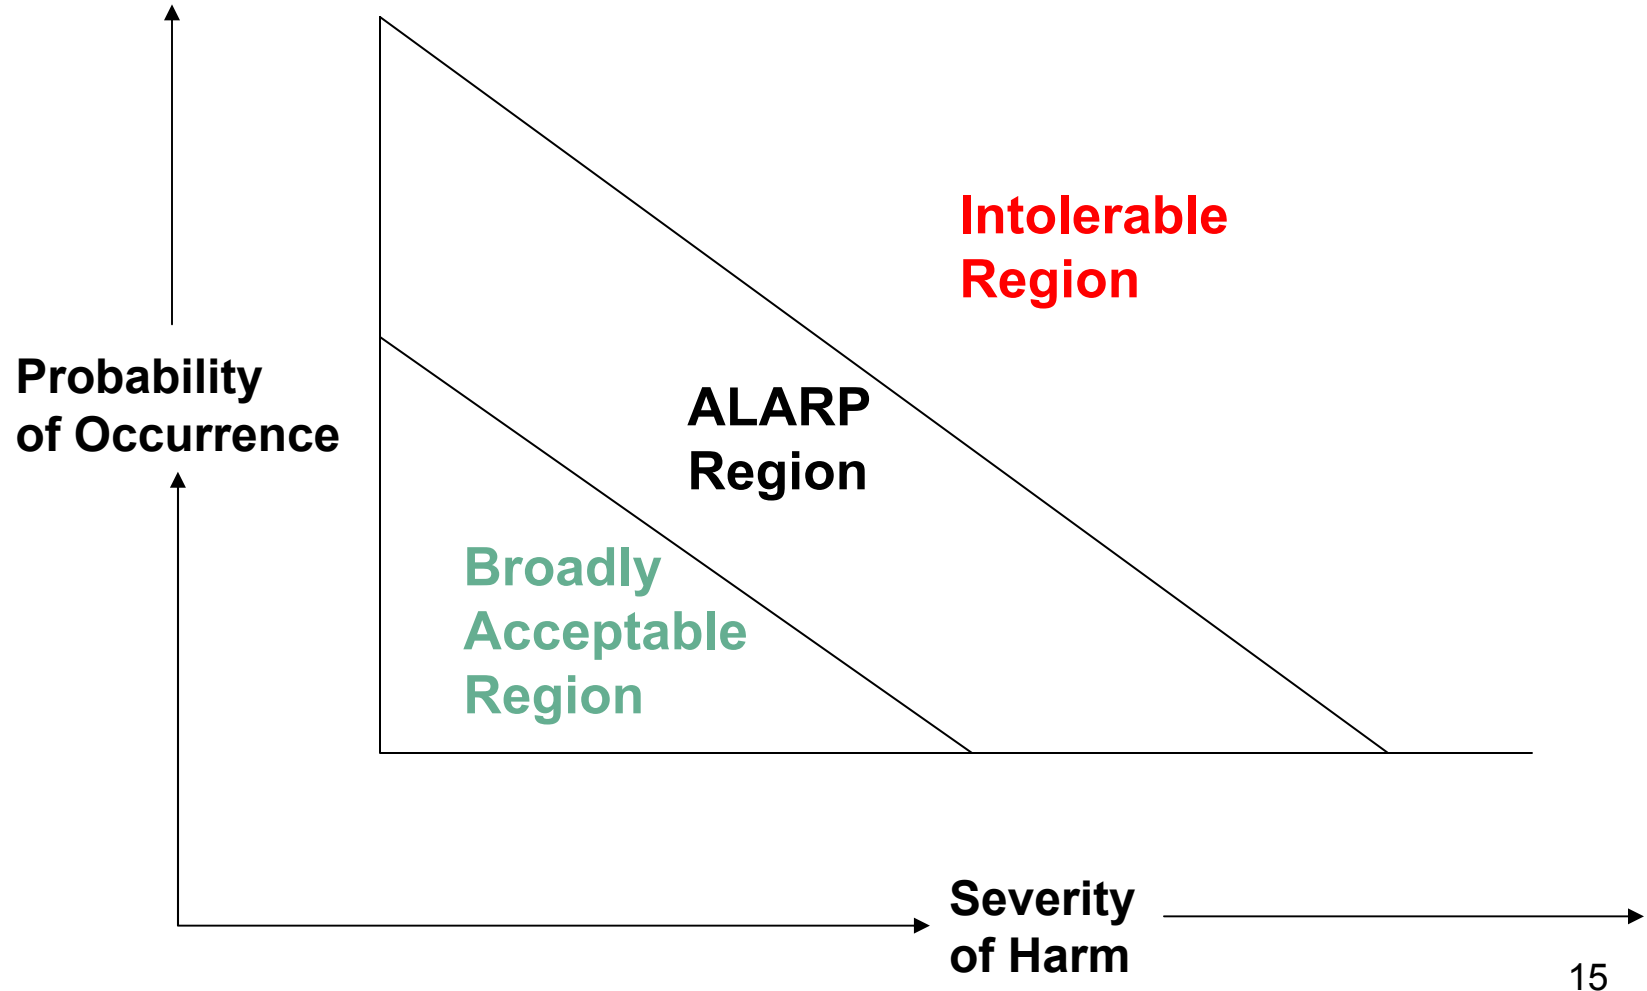 Intolerable
Region
Probability
of Occurrence
ALARP
Region
Broadly
Acceptable
Region
Severity
of Harm
15